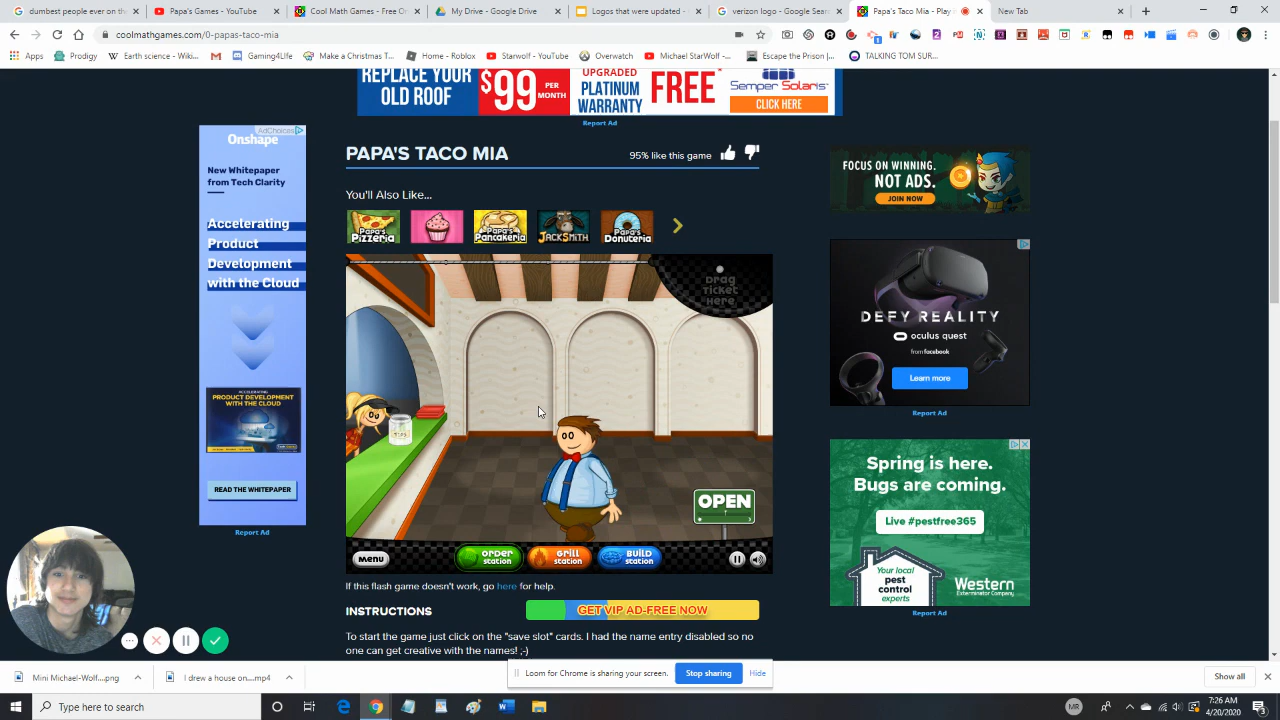 dumbest people ever on the
Cool Math Games - Free On
My Drive - Google Drive
Logos that were updated -
verizon logo - Google Sear
Papa's Taco Mia - Play
New Tab
coolmathgames.com/0-papas-taco-mia
Apps
Prodigy
Earth science - Wiki...
Gaming4Life
Make a Christmas T...
Home - Roblox
Starwolf - YouTube
Overwatch
Michael StarWolf -...
Escape the Prison |...
TALKING TOM SUR...
REPLACE YOUR
OLD ROOF
$99 PER
MONTH
UPGRADED
PLATINUM
WARRANTY
FREE*
SEMPER SOLARIS
CLICK HERE
Report Ad
AdChoices
Onshape
New Whitepaper
from Tech Clarity
Accelerating
Product
Development
with the Cloud
ACCELERATING
PRODUCT DEVELOPMENT
WITH THE CLOUD
READ THE WHITEPAPER
Report Ad
PAPA'S TACO MIA
95% like this game
You'll Also Like...
Papa's
Pizzeria
Papa's
Pancakeria
JACKSMITH
Papa's
Donuteria
Drag
Ticket
Here
OPEN
MENU
ORDER
Station
GRILL
Station
BUILD
Station
If this flash game doesn't work, go here for help.
INSTRUCTIONS
GET VIP AD-FREE NOW
To start the game just click on the "save slot" cards. I had the name entry disabled so no
one can get creative with the names! ;-)
FOCUS ON WINNING.
NOT ADS.
JOIN NOW
DEFY REALITY
oculus quest
from facebook
Learn more
Report Ad
Spring is here.
Bugs are coming.
Live #pestfree365
Your local
pest
control
experts
Western
Exterminator Company
Report Ad
Loom for Chrome is sharing your screen.
Stop sharing
Hide
Mini Michael-Wolf....png
I drew a house on....mp4
Show all
Type here to search
MR
7:26 AM
4/20/2020